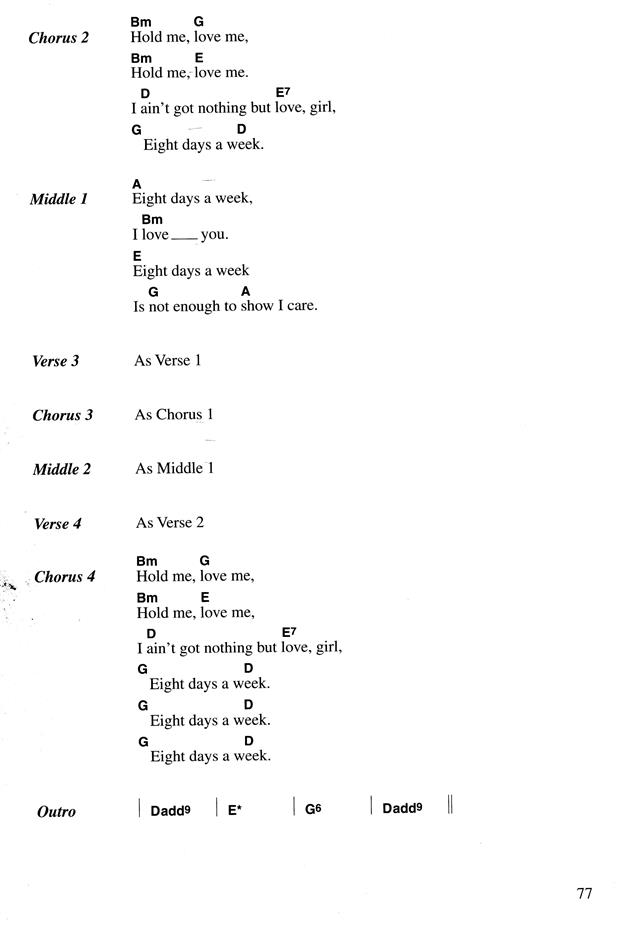 Bm G
Chorus 2 Hold me, love me,
Bm E
Hold me, love me.
D E7
I ain't got nothing but love, girl,
G D
Eight days a week.
A
Middle 1 Eight days a week,
Bm
I love ___ you.
E
Eight days a week
G A
Is not enough to show I care.
Verse 3 As Verse 1
Chorus 3 As Chorus 1
Middle 2 As Middle 1
Verse 4 As Verse 2
Bm G
Chorus 4 Hold me, love me,
Bm E
Hold me, love me,
D E7
I ain't got nothing but love, girl,
G D
Eight days a week.
G D
Eight days a week.
G D
Eight days a week.
Outro | Dadd9 | E* | G6 | Dadd9 ||
77